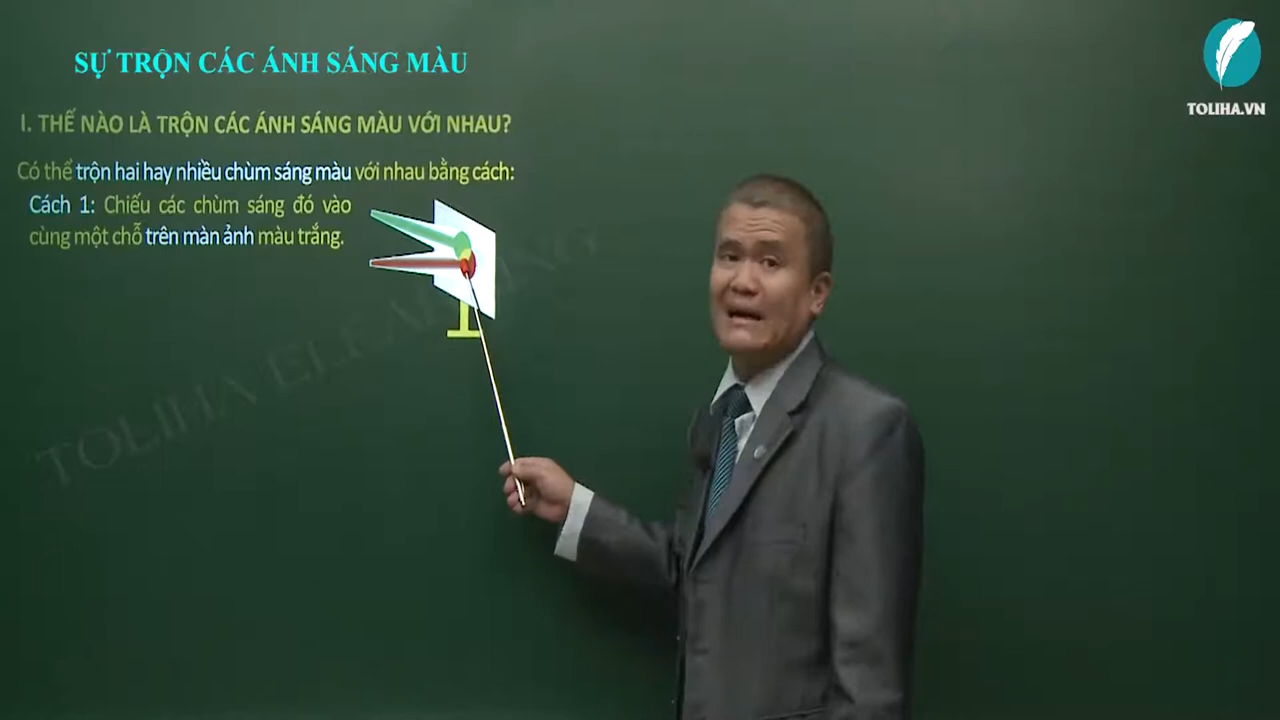 SỰ TRỘN CÁC ÁNH SÁNG MÀU
TOLIHA.VN
I. THẾ NÀO LÀ TRỘN CÁC ÁNH SÁNG MÀU VỚI NHAU?
Có thể trộn hai hay nhiều chùm sáng màu với nhau bằng cách:
Cách 1: Chiếu các chùm sáng đó vào
cùng một chỗ trên màn ảnh màu trắng.
TOLIHA ELEARNING